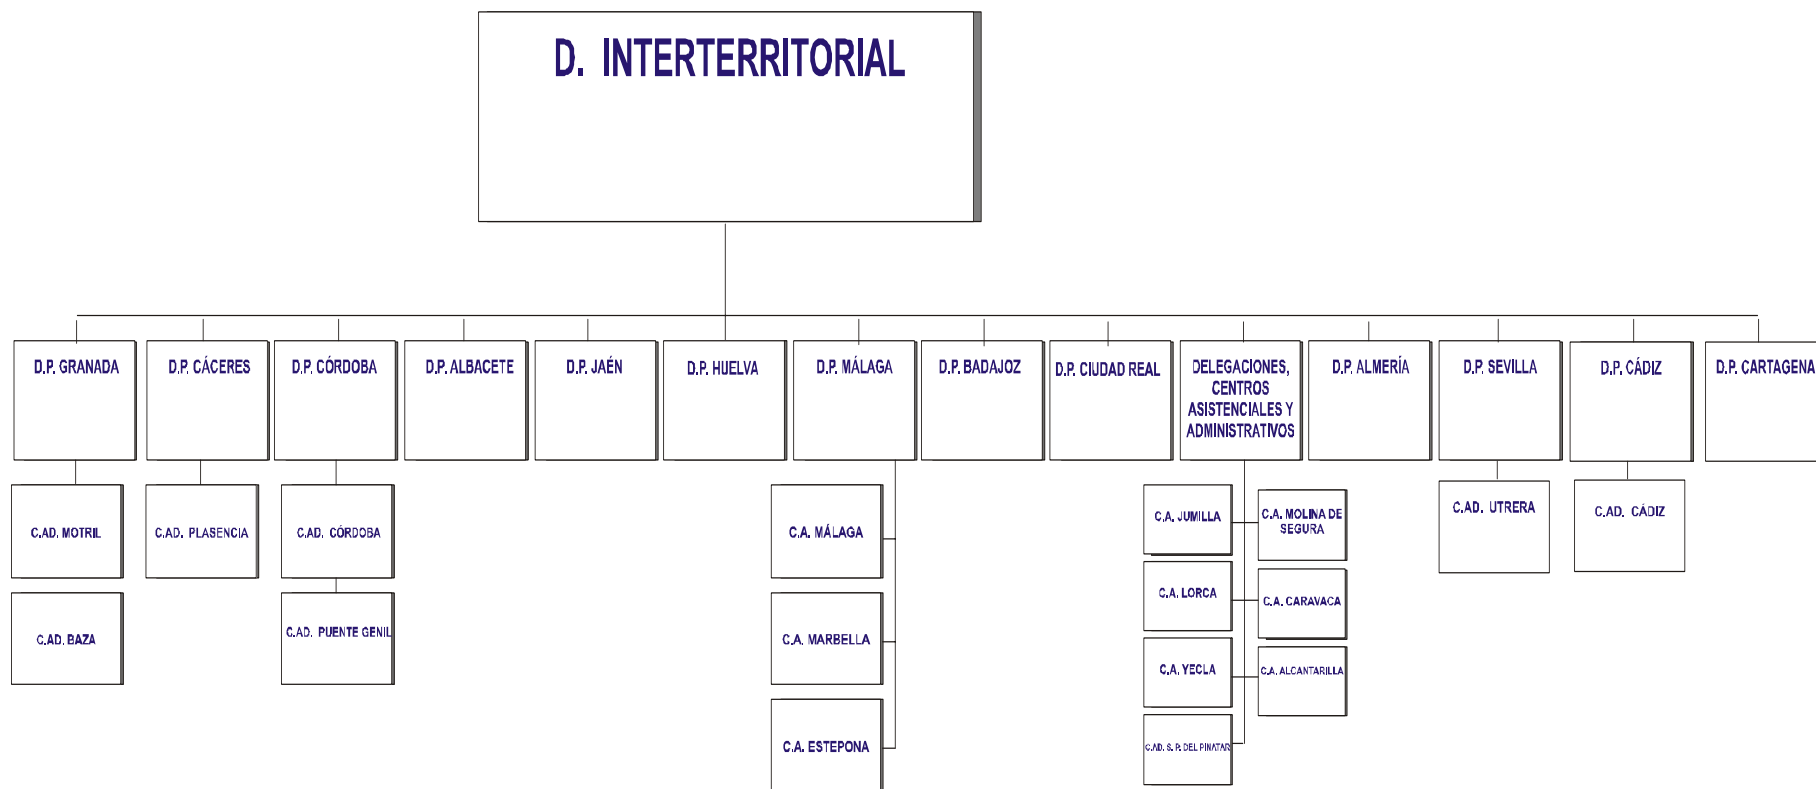 D. INTERTERRITORIAL
D.P. GRANADA
D.P. CÁCERES
D.P. CÓRDOBA
D.P. ALBACETE
D.P. JAÉN
D.P. HUELVA
D.P. MÁLAGA
D.P. BADAJOZ
D.P. CIUDAD REAL
DELEGACIONES,
CENTROS
ASISTENCIALES Y
ADMINISTRATIVOS
D.P. ALMERÍA
D.P. SEVILLA
D.P. CÁDIZ
D.P. CARTAGENA
C.AD. MOTRIL
C.AD. PLASENCIA
C.AD. CÓRDOBA
C.A. MÁLAGA
C.A. JUMILLA
C.A. MOLINA DE
SEGURA
C.AD. UTRERA
C.AD. CÁDIZ
C.AD. BAZA
C.AD. PUENTE GENIL
C.A. MARBELLA
C.A. LORCA
C.A. CARAVACA
C.A. YECLA
C.A. ALCANTARILLA
C.A. ESTEPONA
C.AD. S. P. DEL PINATAR